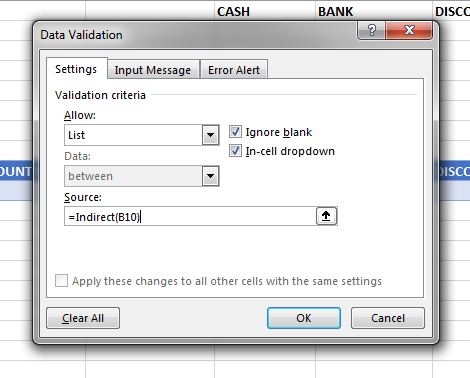 CASH BANK DISCO
Data Validation
Settings Input Message Error Alert
Validation criteria
Allow:
List Ignore blank
Data: In-cell dropdown
between
OUNT DISCO
Source:
=Indirect(B10)
Apply these changes to all other cells with the same settings
Clear All OK Cancel